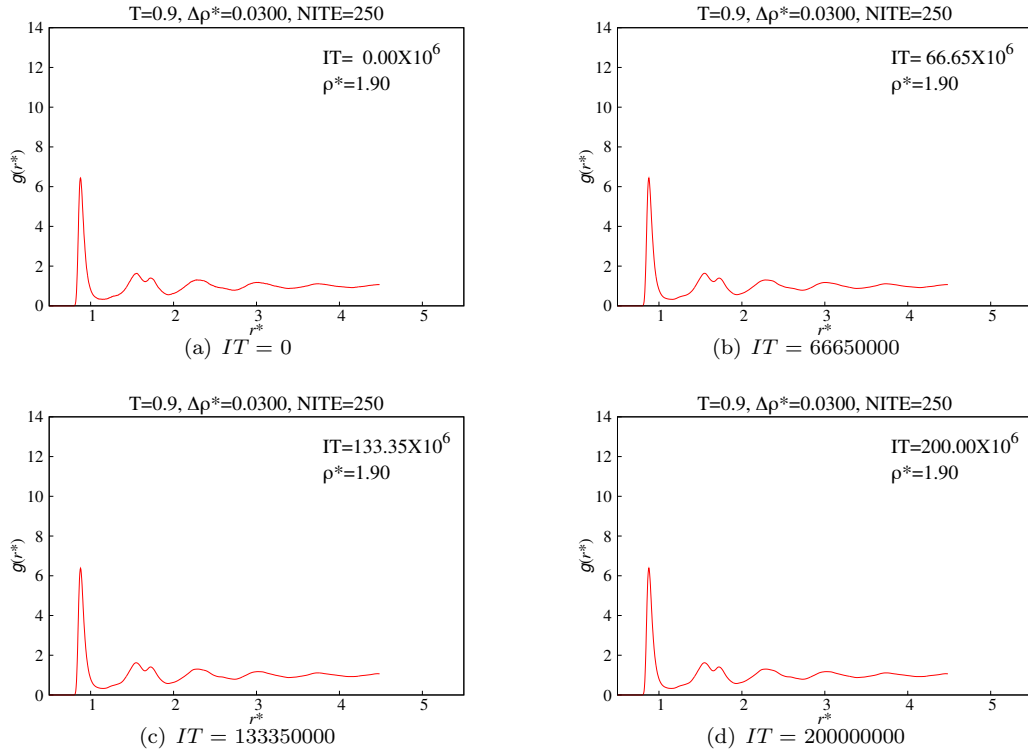 T=0.9, Δρ*=0.0300, NITE=250
14
12
10
8
6
4
2
0
g(r*)
IT= 0.00X10^6
ρ*=1.90
1 2 3 4 5
r*
(a) IT = 0
T=0.9, Δρ*=0.0300, NITE=250
14
12
10
8
6
4
2
0
g(r*)
IT= 66.65X10^6
ρ*=1.90
1 2 3 4 5
r*
(b) IT = 66650000
T=0.9, Δρ*=0.0300, NITE=250
14
12
10
8
6
4
2
0
g(r*)
IT=133.35X10^6
ρ*=1.90
1 2 3 4 5
r*
(c) IT = 133350000
T=0.9, Δρ*=0.0300, NITE=250
14
12
10
8
6
4
2
0
g(r*)
IT=200.00X10^6
ρ*=1.90
1 2 3 4 5
r*
(d) IT = 200000000